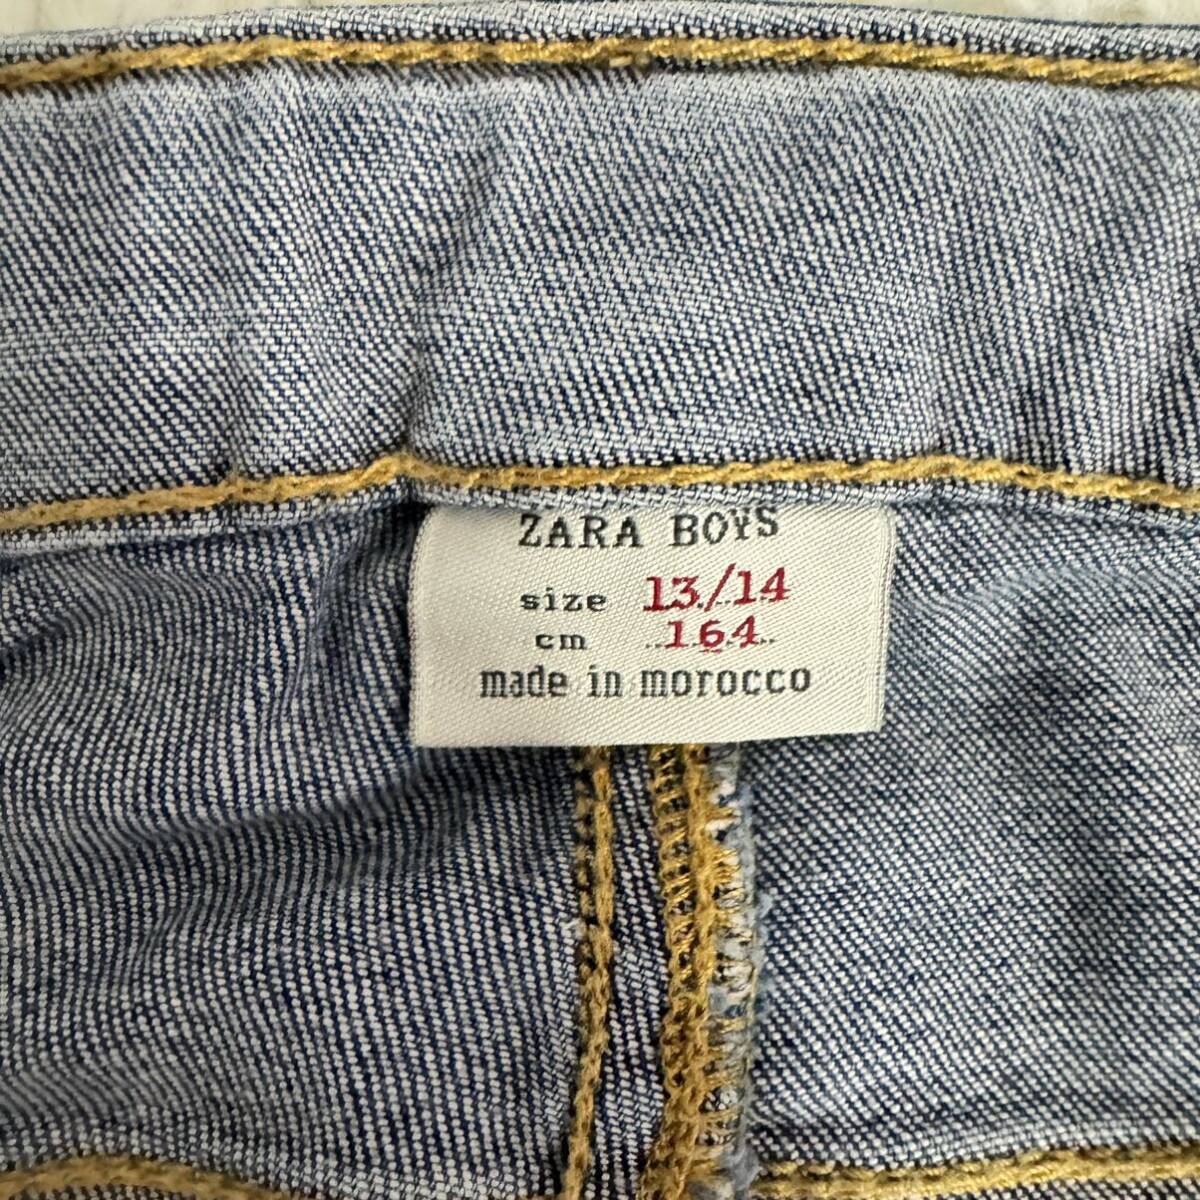 ZARA BOYS
size 13/14
cm 164
made in morocco